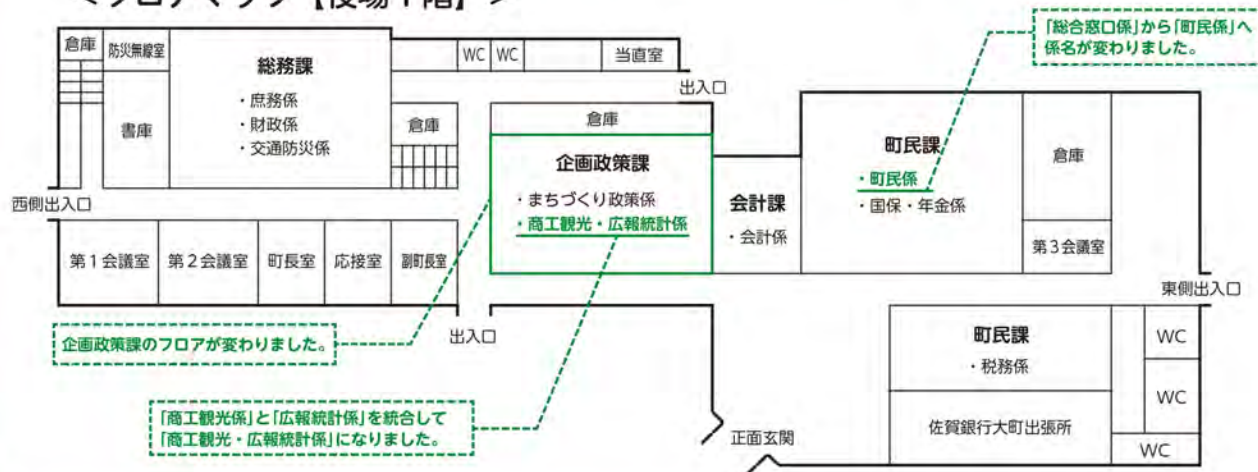 ＜フロアマップ【役場1階】＞
「総合窓口係」から「町民係」へ
係名が変わりました。
倉庫
防災無線室
書庫
総務課
・庶務係
・財政係
・交通防災係
倉庫
WC
WC
当直室
出入口
倉庫
企画政策課
・まちづくり政策係
・商工観光・広報統計係
会計課
・会計係
町民課
・町民係
・国保・年金係
倉庫
第3会議室
西側出入口
東側出入口
第1会議室
第2会議室
町長室
応接室
副町長室
出入口
企画政策課のフロアが変わりました。
「商工観光係」と「広報統計係」を統合して
「商工観光・広報統計係」になりました。
正面玄関
町民課
・税務係
佐賀銀行大町出張所
WC
WC
WC